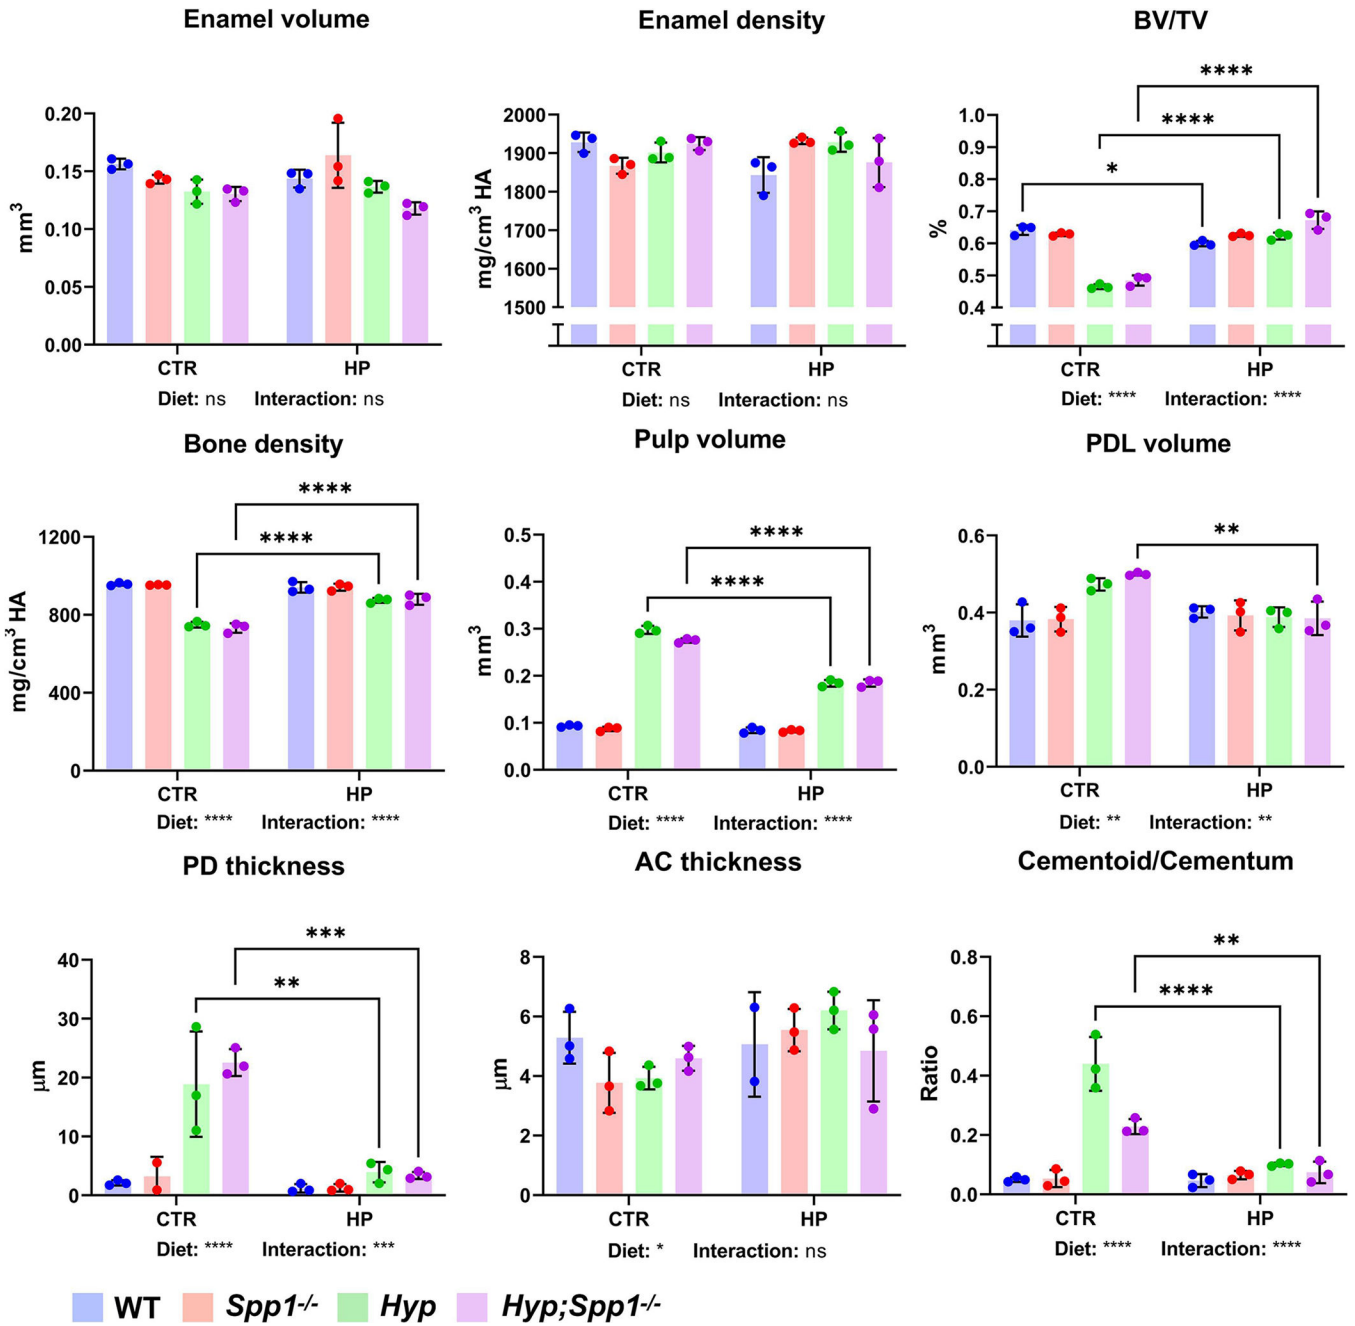 Enamel volume
Enamel density
BV/TV
mm³
0.20
0.15
0.10
0.05
0.00
CTR
HP
Diet: ns Interaction: ns
mg/cm³ HA
2000
1900
1800
1700
1600
1500
CTR
HP
Diet: ns Interaction: ns
%
1.0
0.9
0.8
0.7
0.6
0.5
0.4
****
****
*
CTR
HP
Diet: **** Interaction: ****
Bone density
Pulp volume
PDL volume
mg/cm³ HA
1200
800
400
0
****
****
CTR
HP
Diet: **** Interaction: ****
mm³
0.5
0.4
0.3
0.2
0.1
0.0
****
****
CTR
HP
Diet: **** Interaction: ****
mm³
0.6
0.4
0.2
0.0
**
CTR
HP
Diet: ** Interaction: **
PD thickness
AC thickness
Cementoid/Cementum
µm
40
30
20
10
0
***
**
CTR
HP
Diet: **** Interaction: ***
µm
8
6
4
2
0
CTR
HP
Diet: * Interaction: ns
Ratio
0.8
0.6
0.4
0.2
0.0
**
****
CTR
HP
Diet: **** Interaction: ****
WT Spp1-/- Hyp Hyp;Spp1-/-